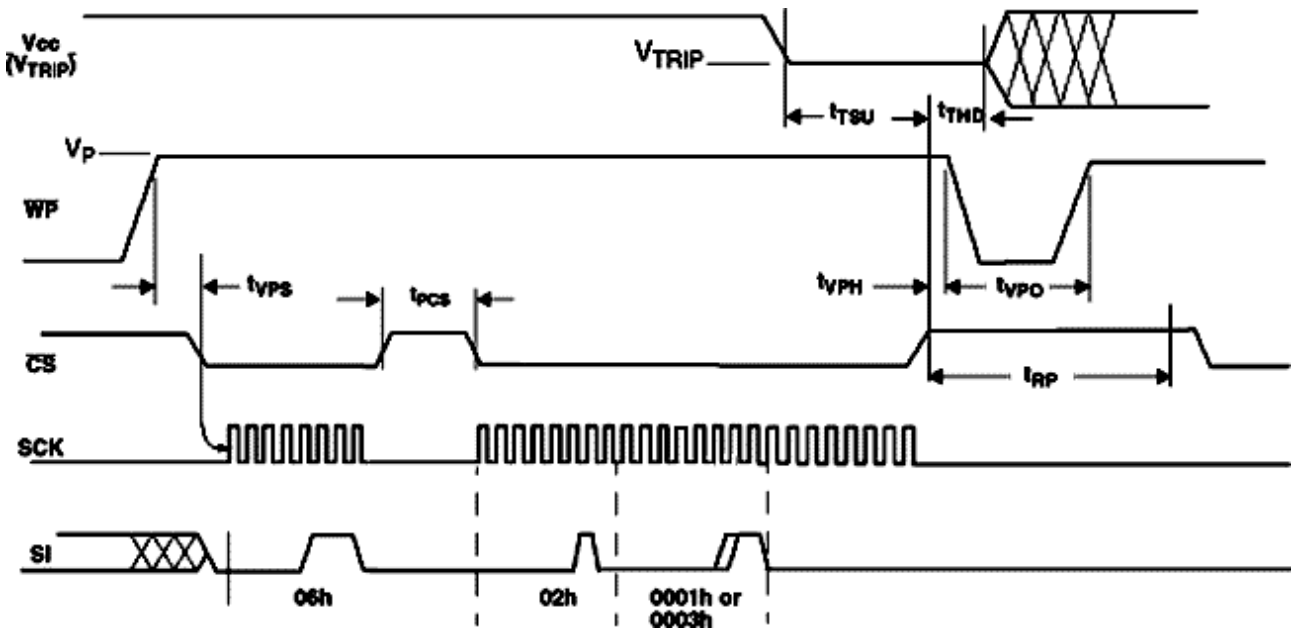 Vcc
(VTRIP)
VTRIP
tTSU
tTHD
VP
WP
tVPS
tPCS
tVPH
tVPO
CS
tRP
SCK
SI
06h
02h
0001h or
0003h